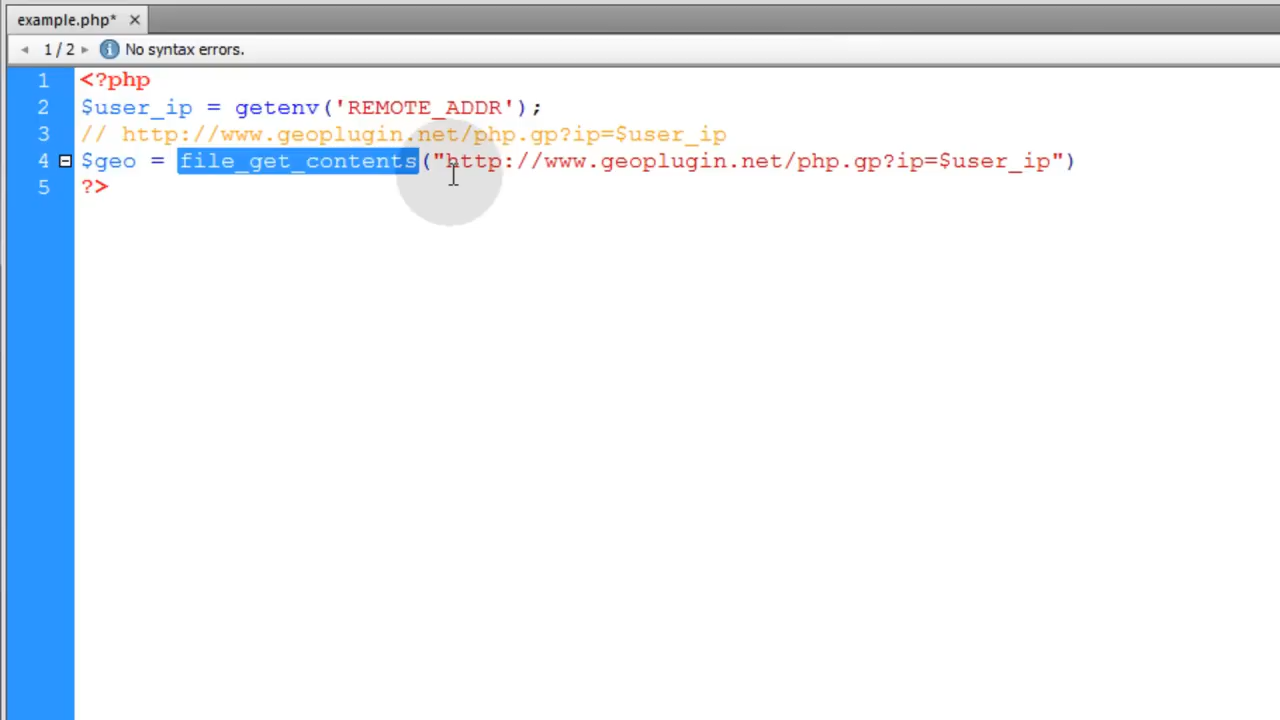 example.php* ×
1 / 2 No syntax errors.
1 <?php
2 $user_ip = getenv('REMOTE_ADDR');
3 // http://www.geoplugin.net/php.gp?ip=$user_ip
4 $geo = file_get_contents("http://www.geoplugin.net/php.gp?ip=$user_ip")
5 ?>